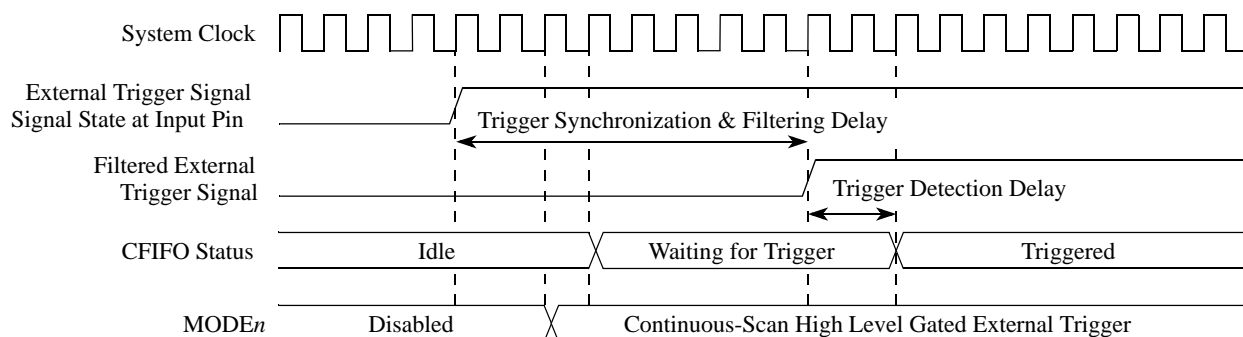 System Clock
External Trigger Signal
Signal State at Input Pin
Trigger Synchronization & Filtering Delay
Filtered External
Trigger Signal
Trigger Detection Delay
CFIFO Status
Idle
Waiting for Trigger
Triggered
MODEn
Disabled
Continuous-Scan High Level Gated External Trigger